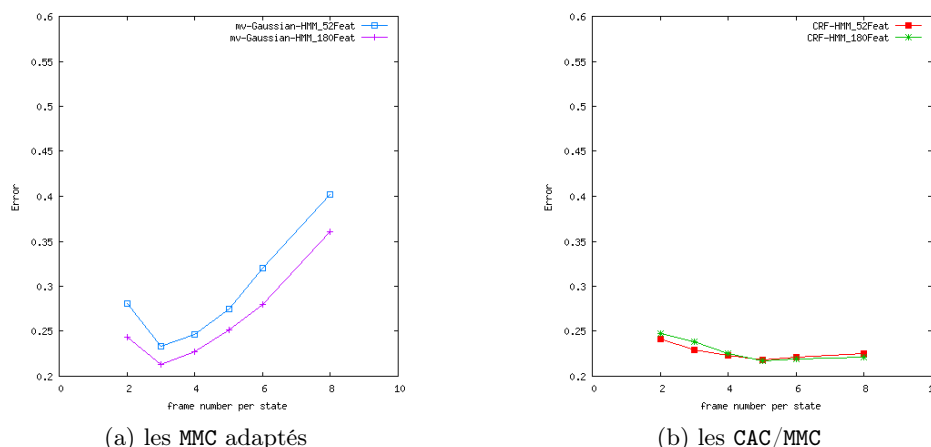 mv-Gaussian-HMM_52Feat
mv-Gaussian-HMM_180Feat
0.6
0.55
0.5
0.45
0.4
0.35
0.3
0.25
0.2
Error
0 2 4 6 8 10
frame number per state
(a) les MMC adaptés
CRF-HMM_52Feat
CRF-HMM_180Feat
0.6
0.55
0.5
0.45
0.4
0.35
0.3
0.25
0.2
Error
0 2 4 6 8 1
frame number per state
(b) les CAC/MMC